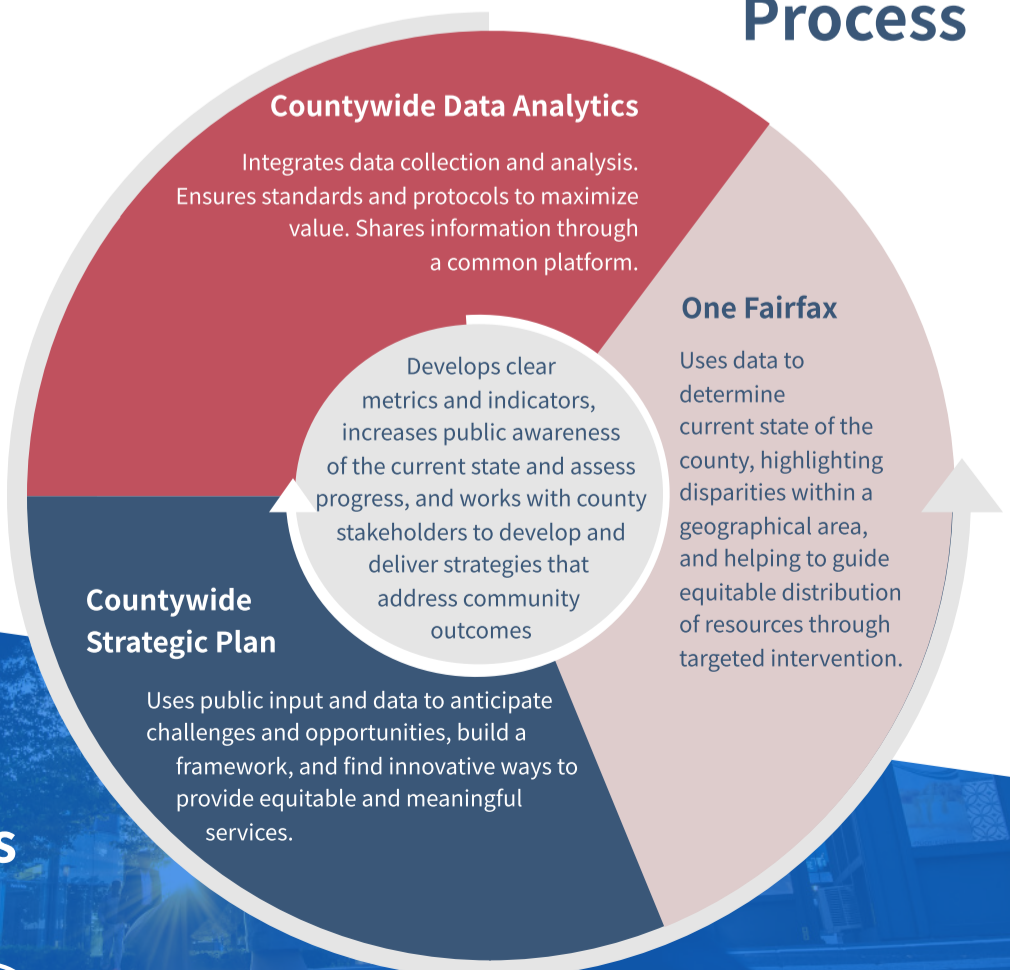 Process
Countywide Data Analytics
Integrates data collection and analysis.
Ensures standards and protocols to maximize
value. Shares information through
a common platform.
One Fairfax
Uses data to
determine
current state of the
county, highlighting
disparities within a
geographical area,
and helping to guide
equitable distribution
of resources through
targeted intervention.
Develops clear
metrics and indicators,
increases public awareness
of the current state and assess
progress, and works with county
stakeholders to develop and
deliver strategies that
address community
outcomes
Countywide
Strategic Plan
Uses public input and data to anticipate
challenges and opportunities, build a
framework, and find innovative ways to
provide equitable and meaningful
services.
s